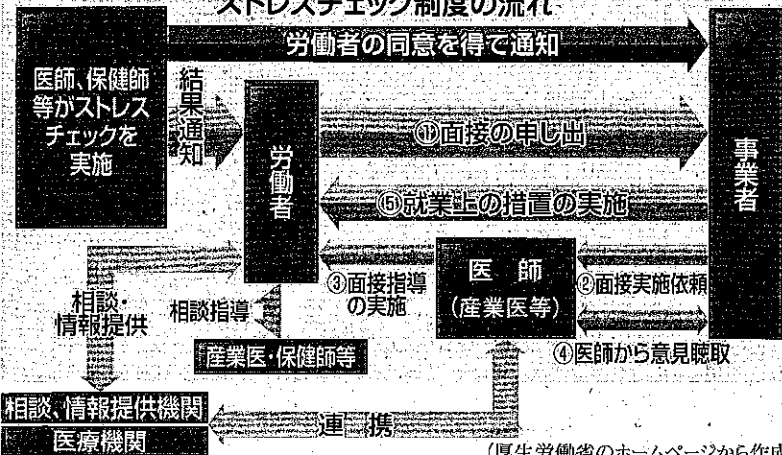 ストレスチェック制度の流れ
労働者の同意を得て通知
医師、保健師
等がストレス
チェックを
実施
結果通知
労働者
①面接の申し出
事業者
⑤就業上の措置の実施
医師
(産業医等)
③面接指導
の実施
②面接実施依頼
④医師から意見聴取
相談・
情報提供
相談指導
産業医・保健師等
相談、情報提供機関
医療機関
連携
(厚生労働省のホームページから作成